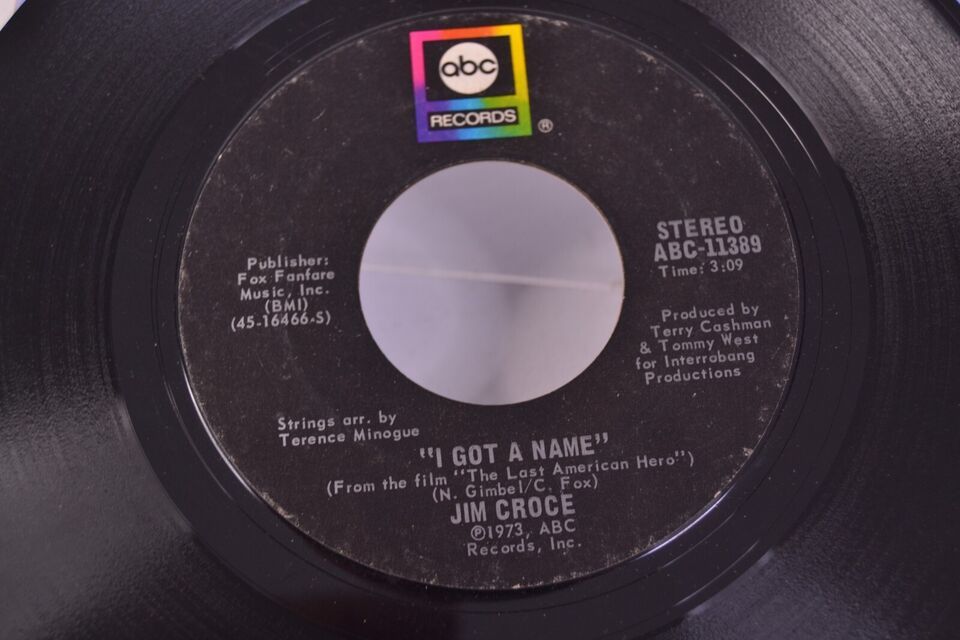 abc
RECORDS
®
STEREO
ABC-11389
Time: 3:09
Publisher:
Fox Fanfare
Music, Inc.
(BMI)
(45-16466-S)
Produced by
Terry Cashman
& Tommy West
for Interrobang
Productions
Strings arr. by
Terence Minogue
"I GOT A NAME"
(From the film "The Last American Hero")
(N. Gimbel/C. Fox)
JIM CROCE
℗1973, ABC
Records, Inc.